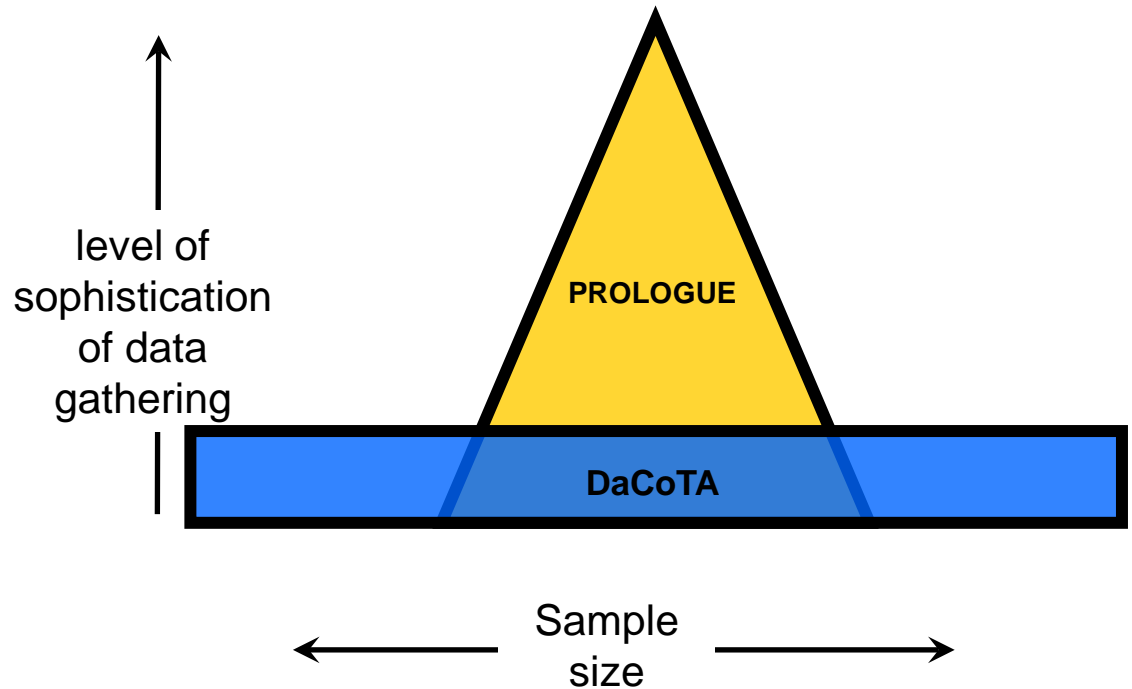 level of
sophistication
of data
gathering
PROLOGUE
DaCoTA
Sample
size